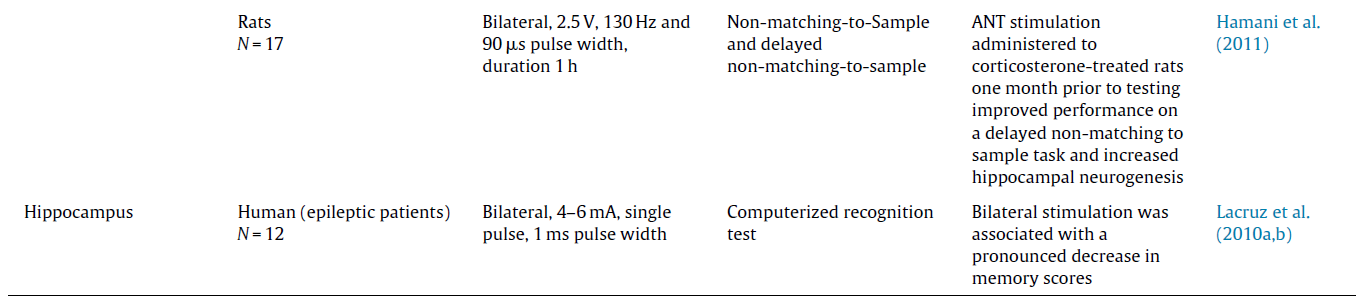 Rats
N = 17
Bilateral, 2.5 V, 130 Hz and
90 μs pulse width,
duration 1 h
Non-matching-to-Sample
and delayed
non-matching-to-sample
ANT stimulation
administered to
corticosterone-treated rats
one month prior to testing
improved performance on
a delayed non-matching to
sample task and increased
hippocampal neurogenesis
Hamani et al.
(2011)
Hippocampus
Human (epileptic patients)
N = 12
Bilateral, 4–6 mA, single
pulse, 1 ms pulse width
Computerized recognition
test
Bilateral stimulation was
associated with a
pronounced decrease in
memory scores
Lacruz et al.
(2010a,b)